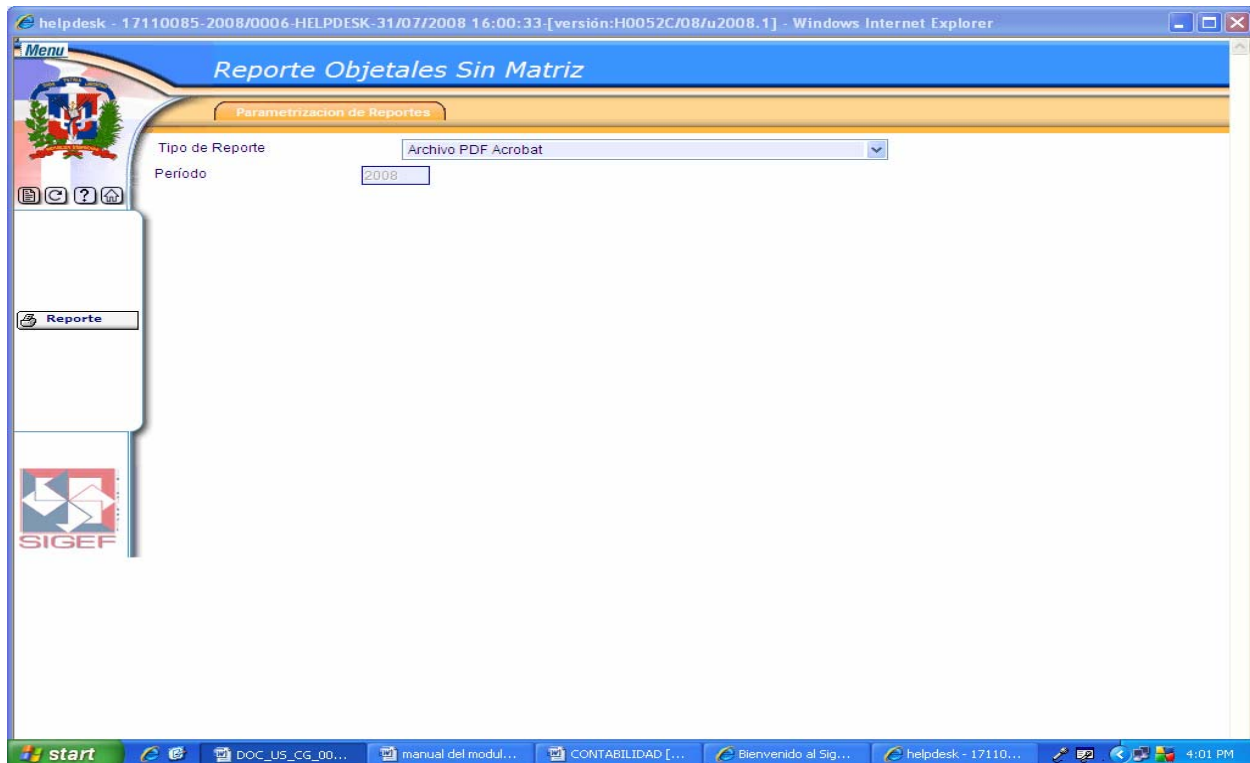 helpdesk - 17110085-2008/0006-HELPDESK-31/07/2008 16:00:33-[versión:H0052C/08/u2008.1] - Windows Internet Explorer
Menu
Reporte Objetales Sin Matriz
Parametrizacion de Reportes
Tipo de Reporte Archivo PDF Acrobat
Período 2008
Reporte
SIGEF
start DOC_US_CG_00... manual del modul... CONTABILIDAD [... Bienvenido al Sig... helpdesk - 17110... 4:01 PM